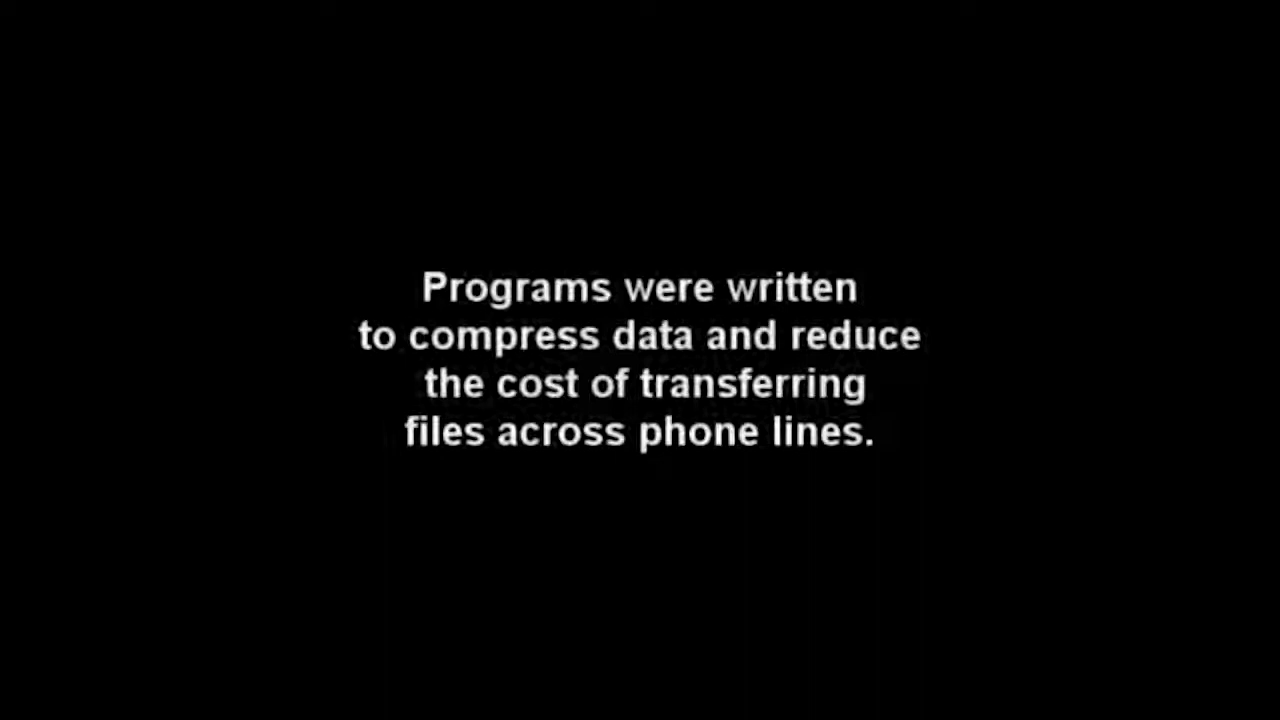 Programs were written
to compress data and reduce
the cost of transferring
files across phone lines.